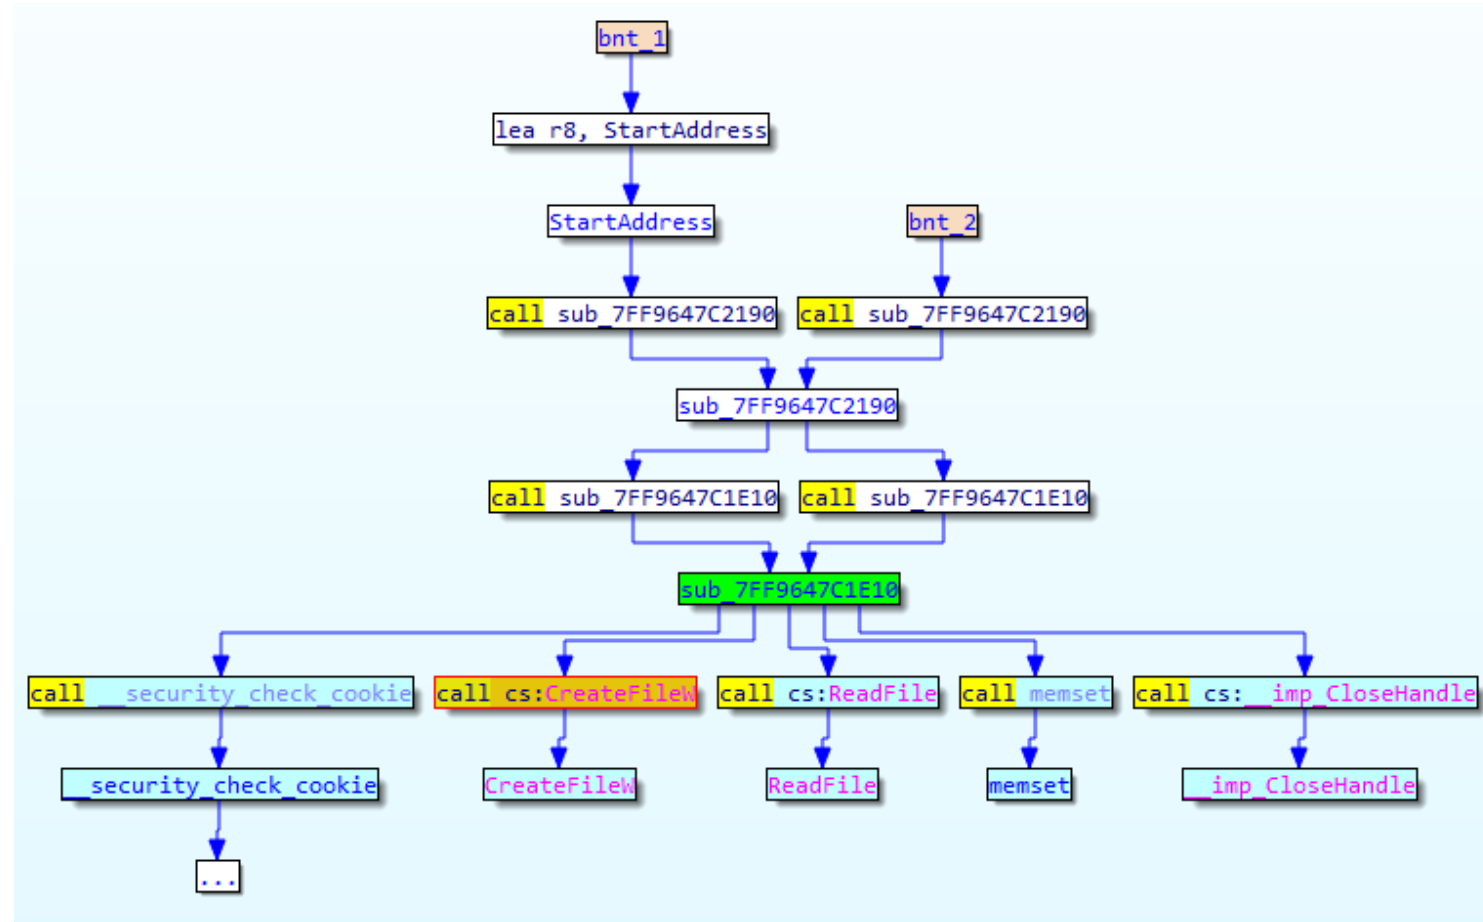 bnt_1
lea r8, StartAddress
StartAddress
bnt_2
call sub_7FF9647C2190
call sub_7FF9647C2190
sub_7FF9647C2190
call sub_7FF9647C1E10
call sub_7FF9647C1E10
sub_7FF9647C1E10
call __security_check_cookie
call cs:CreateFileW
call cs:ReadFile
call memset
call cs:__imp_CloseHandle
__security_check_cookie
CreateFileW
ReadFile
memset
__imp_CloseHandle
...